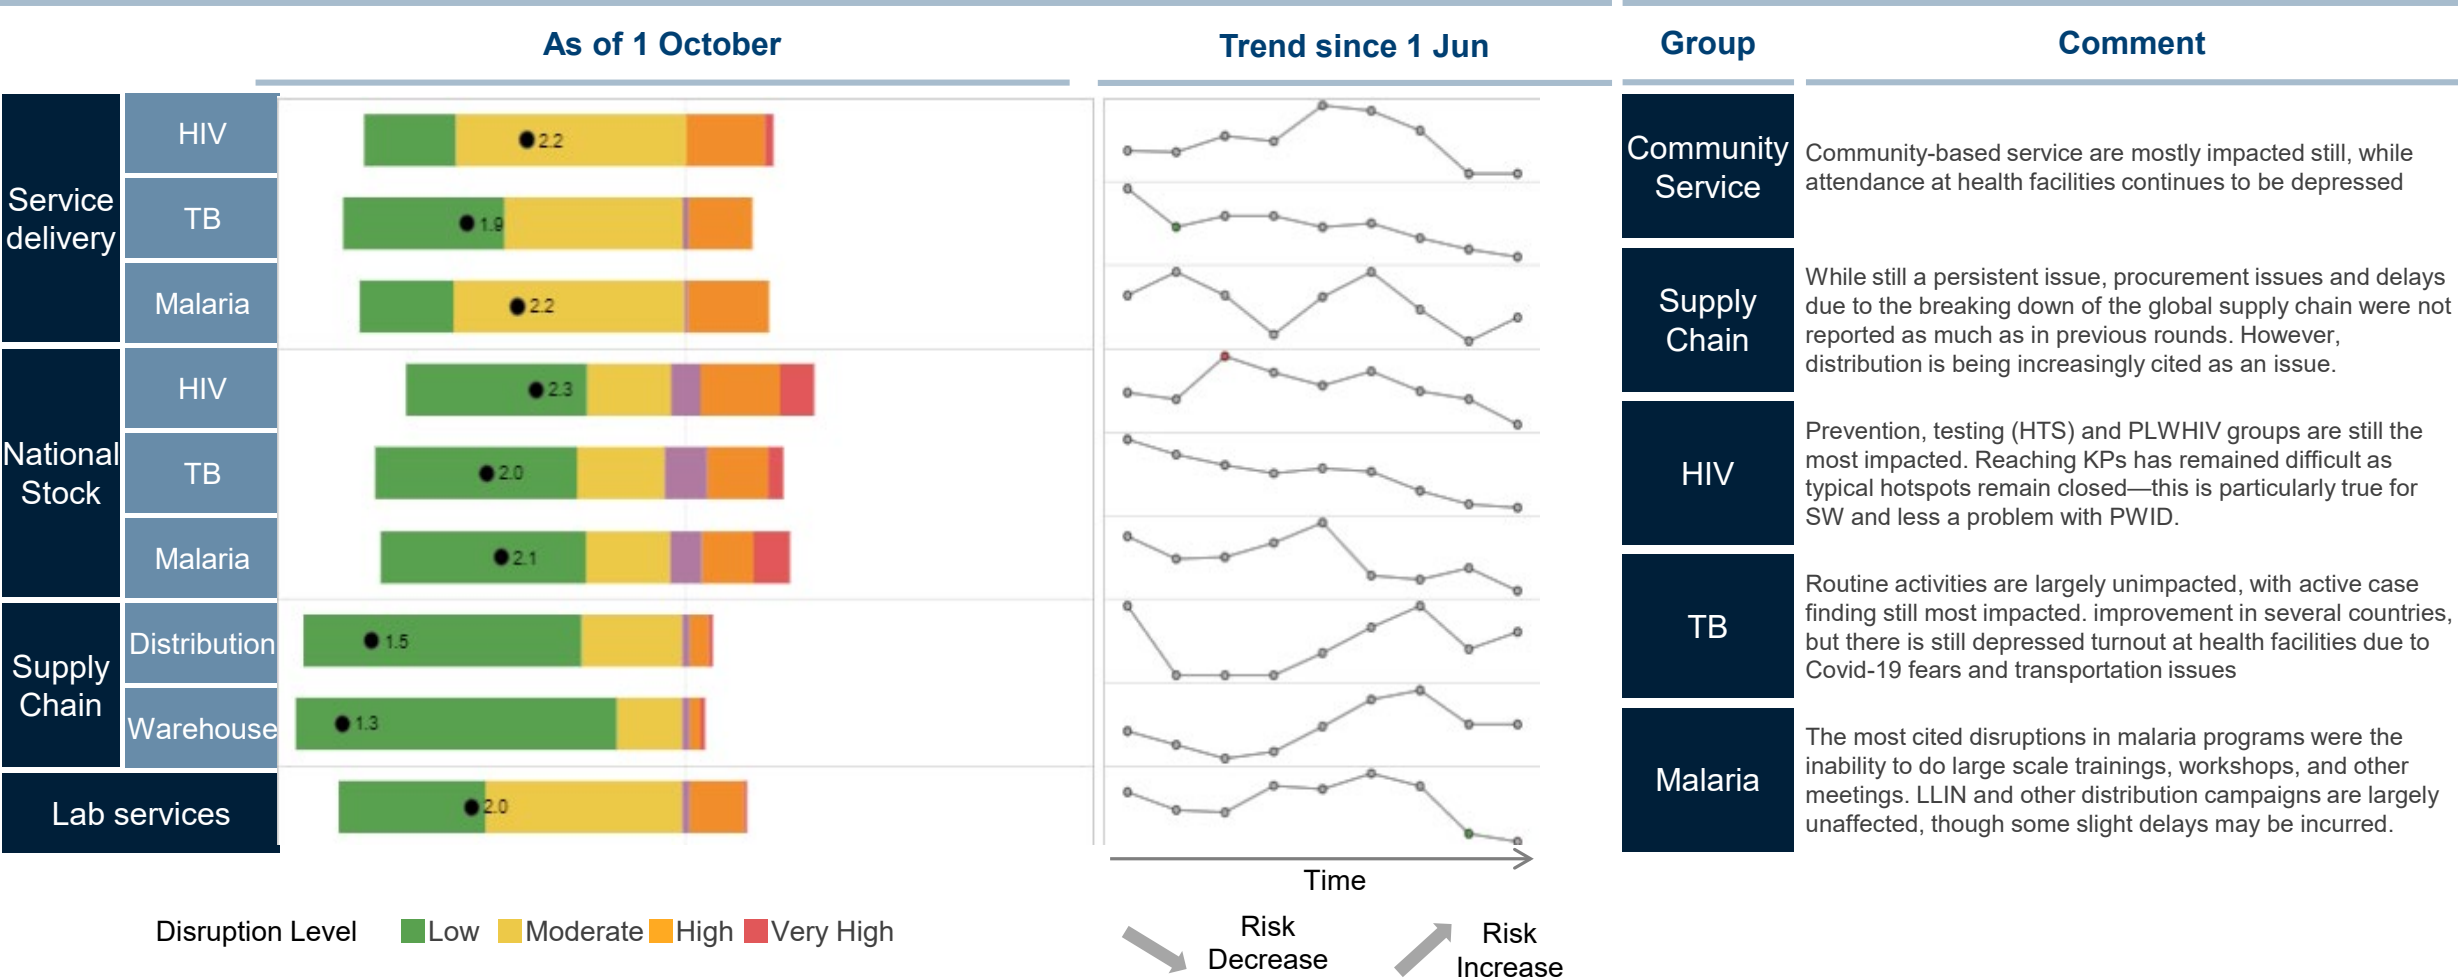 As of 1 October
Trend since 1 Jun
Group
Comment
Service
delivery
HIV
2.2
TB
1.9
Malaria
2.2
National
Stock
HIV
2.3
TB
2.0
Malaria
2.1
Supply
Chain
Distribution
1.5
Warehouse
1.3
Lab services
2.0
Time
Disruption Level
Low
Moderate
High
Very High
Risk
Decrease
Risk
Increase
Community
Service
Community-based service are mostly impacted still, while
attendance at health facilities continues to be depressed
Supply
Chain
While still a persistent issue, procurement issues and delays
due to the breaking down of the global supply chain were not
reported as much as in previous rounds. However,
distribution is being increasingly cited as an issue.
HIV
Prevention, testing (HTS) and PLWHIV groups are still the
most impacted. Reaching KPs has remained difficult as
typical hotspots remain closed—this is particularly true for
SW and less a problem with PWID.
TB
Routine activities are largely unimpacted, with active case
finding still most impacted. improvement in several countries,
but there is still depressed turnout at health facilities due to
Covid-19 fears and transportation issues
Malaria
The most cited disruptions in malaria programs were the
inability to do large scale trainings, workshops, and other
meetings. LLIN and other distribution campaigns are largely
unaffected, though some slight delays may be incurred.